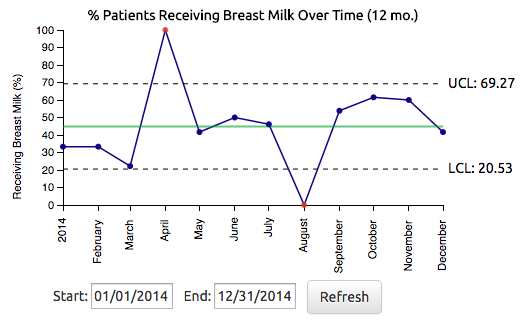 % Patients Receiving Breast Milk Over Time (12 mo.)
Receiving Breast Milk (%)
100
90
80
70
60
50
40
30
20
10
0
UCL: 69.27
LCL: 20.53
2014
February
March
April
May
June
July
August
September
October
November
December
Start: 01/01/2014 End: 12/31/2014 Refresh